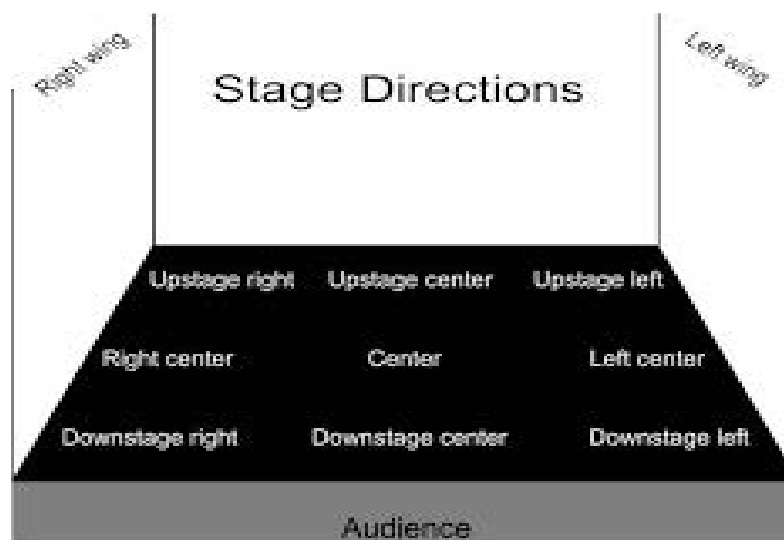 Right wing
Left wing
Stage Directions
Upstage right Upstage center Upstage left
Right center Center Left center
Downstage right Downstage center Downstage left
Audience